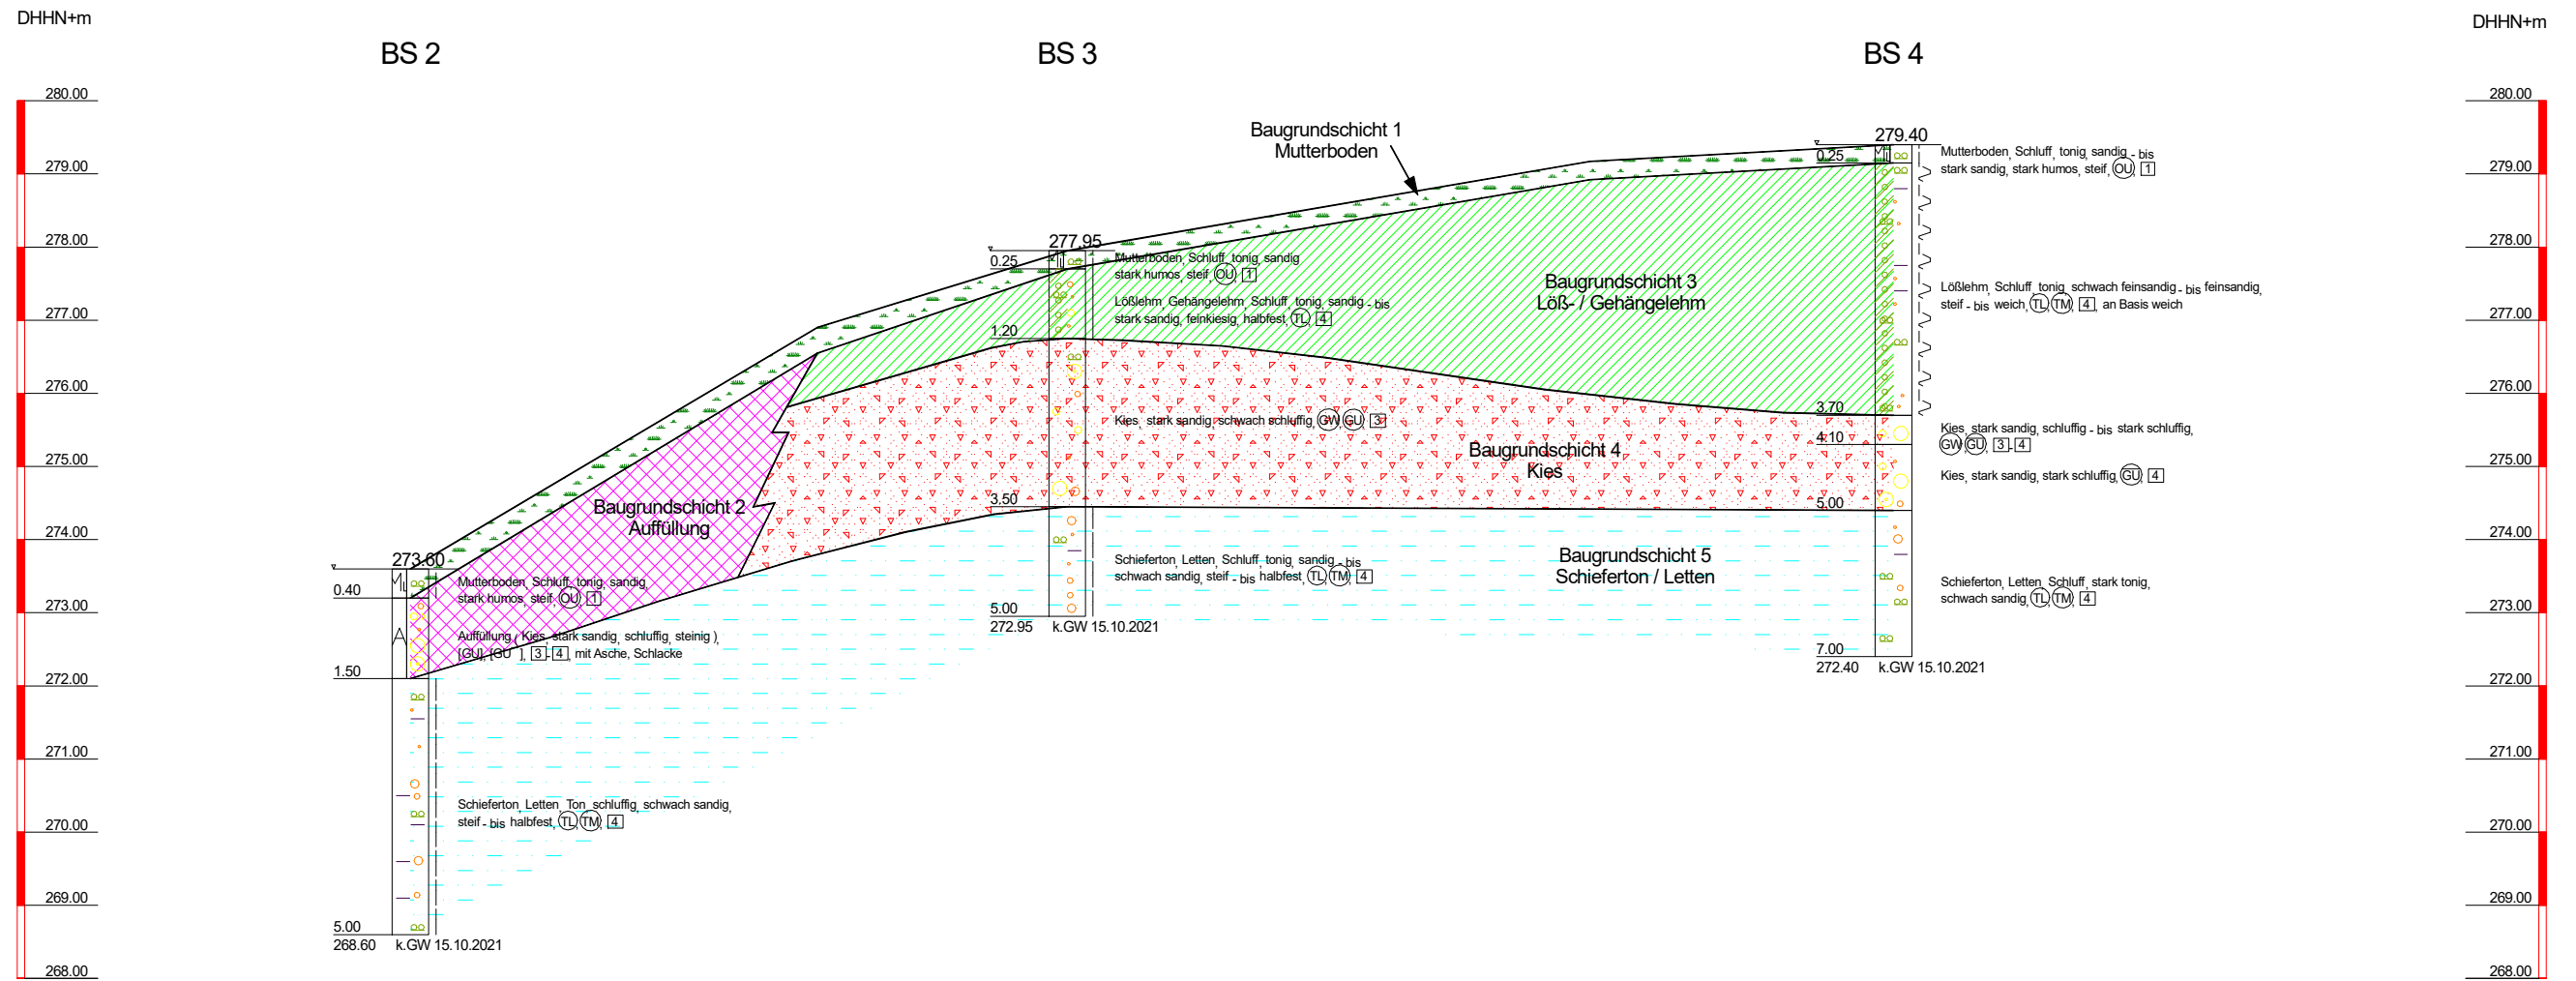 DHHN+m
DHHN+m
BS 2
BS 3
BS 4
280.00
279.00
278.00
277.00
276.00
275.00
274.00
273.00
272.00
271.00
270.00
269.00
268.00
273.60
0.40
1.50
5.00
268.60 k.GW 15.10.2021
Mutterboden, Schluff, tonig, sandig,
stark humos, steif, OU, 1
A
Auffüllung ( Kies, stark sandig, schluffig, steinig ),
[GU], [GU ], 3-4, mit Asche, Schlacke
Schieferton, Letten, Ton, schluffig, schwach sandig,
steif - bis halbfest, TL, TM, 4
Baugrundschicht 2
Auffüllung
277.95
0.25
1.20
3.50
5.00
272.95 k.GW 15.10.2021
Mutterboden, Schluff, tonig, sandig
stark humos, steif, OU, 1
Lößlehm, Gehängelehm, Schluff, tonig, sandig - bis
stark sandig, feinkiesig, halbfest, TL, 4
Kies, stark sandig, schwach schluffig, GW, GU, 3
Schieferton, Letten, Schluff, tonig, sandig - bis
schwach sandig, steif - bis halbfest, TL, TM, 4
Baugrundschicht 1
Mutterboden
Baugrundschicht 3
Löß- / Gehängelehm
Baugrundschicht 4
Kies
Baugrundschicht 5
Schieferton / Letten
279.40
0.25
3.70
4.10
5.00
7.00
272.40 k.GW 15.10.2021
Mutterboden, Schluff, tonig, sandig - bis
stark sandig, stark humos, steif, OU, 1
Lößlehm, Schluff, tonig, schwach feinsandig - bis feinsandig,
steif - bis weich, TL, TM, 4, an Basis weich
Kies, stark sandig, schluffig - bis stark schluffig,
GW, GU, 3-4
Kies, stark sandig, stark schluffig, GU, 4
Schieferton, Letten, Schluff, stark tonig,
schwach sandig, TL, TM, 4
280.00
279.00
278.00
277.00
276.00
275.00
274.00
273.00
272.00
271.00
270.00
269.00
268.00